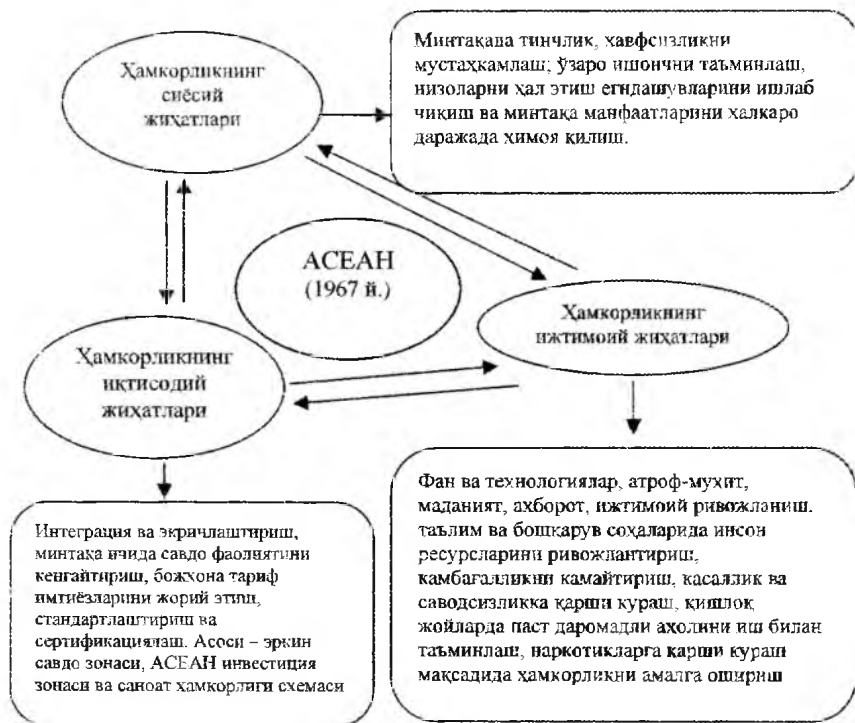 Ҳамкорликнинг
сиёсий
жиҳатлари
Минтақада тинчлик, хавфсизликни
мустаҳкамлаш; ўзаро ишончни таъминлаш,
низоларни ҳал этиш ёндашувларини ишлаб
чиқиш ва минтақа манфаатларини халқаро
даражада ҳимоя қилиш.
АСЕАН
(1967 й.)
Ҳамкорликнинг
ижтимоий жиҳатлари
Ҳамкорликнинг
иқтисодий
жиҳатлари
Интеграция ва экричлаштириш,
минтақа ичида савдо фаолиятини
кенгайтириш, божхона тариф
имтиёзларини жорий этиш,
стандартлаштириш ва
сертификациялаш. Асоси – эркин
савдо зонаси, АСЕАН инвестиция
зонаси ва саноат ҳамкорлиги схемаси
Фан ва технологиялар, атроф-муҳит,
маданият, ахборот, ижтимоий ривожланиш.
таълим ва бошқарув соҳаларида инсон
ресурсларини ривожлантириш,
камбағалликни камайтириш, касаллик ва
саводсизликка қарши кураш, қишлоқ
жойларда паст даромадли аҳолини иш билан
таъминлаш, наркотикларга қарши кураш
мақсадида ҳамкорликни амалга ошириш